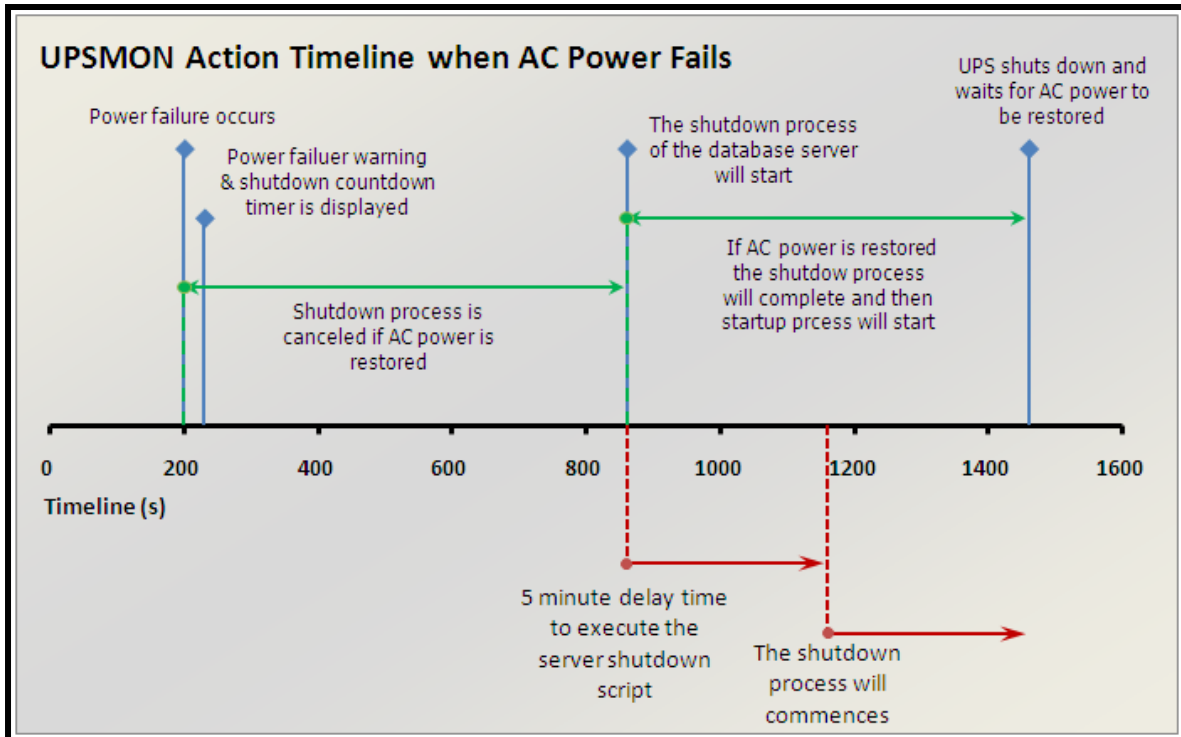 UPSMON Action Timeline when AC Power Fails
UPS shuts down and
waits for AC power to
be restored
Power failure occurs
The shutdown process
of the database server
will start
Power failuer warning
& shutdown countdown
timer is displayed
If AC power is restored
the shutdow process
will complete and then
startup prcess will start
Shutdown process is
canceled if AC power is
restored
0 200 400 600 800 1000 1200 1400 1600
Timeline (s)
5 minute delay time
to execute the
server shutdown
script
The shutdown
process will
commences